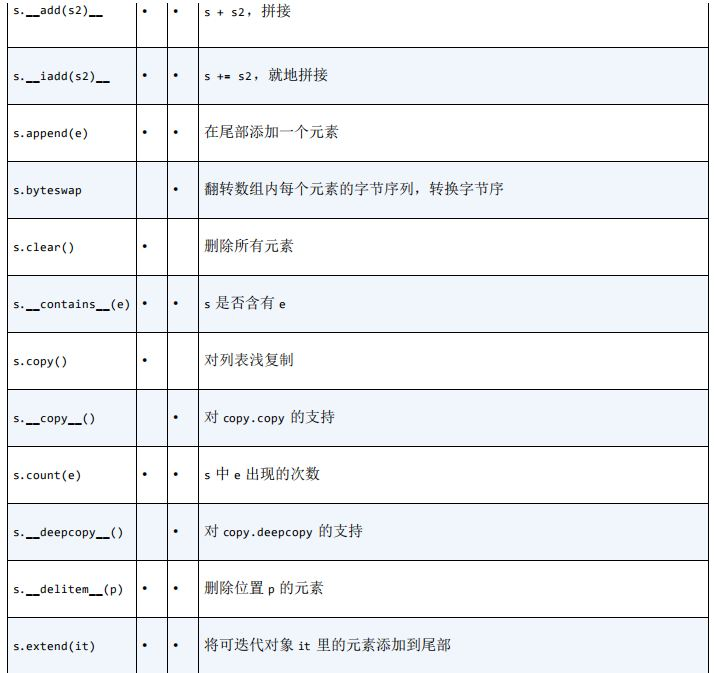 s.__add(s2)__ • • s + s2，拼接
s.__iadd(s2)__ • • s += s2，就地拼接
s.append(e) • • 在尾部添加一个元素
s.byteswap • 翻转数组内每个元素的字节序列，转换字节序
s.clear() • 删除所有元素
s.__contains__(e) • • s 是否含有 e
s.copy() • 对列表浅复制
s.__copy__() • 对 copy.copy 的支持
s.count(e) • • s 中 e 出现的次数
s.__deepcopy__() • 对 copy.deepcopy 的支持
s.__delitem__(p) • • 删除位置 p 的元素
s.extend(it) • • 将可迭代对象 it 里的元素添加到尾部